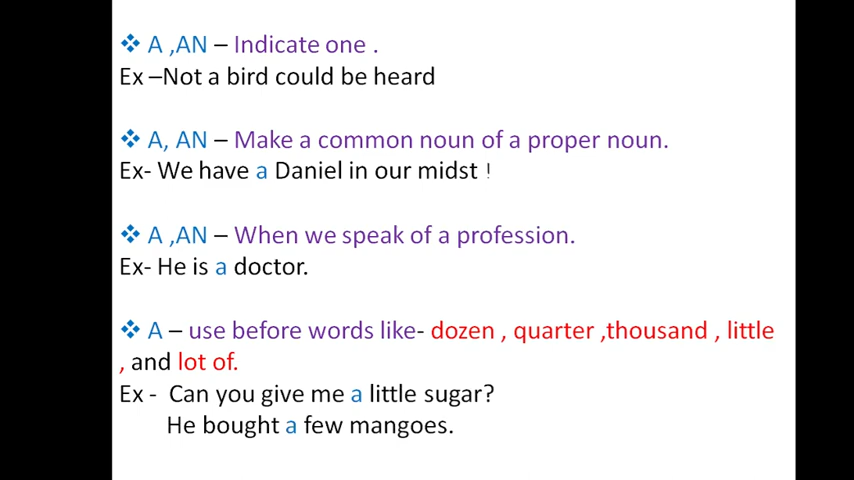 ❖ A ,AN – Indicate one .
Ex –Not a bird could be heard
❖ A, AN – Make a common noun of a proper noun.
Ex- We have a Daniel in our midst !
❖ A ,AN – When we speak of a profession.
Ex- He is a doctor.
❖ A – use before words like- dozen , quarter ,thousand , little
, and lot of.
Ex -  Can you give me a little sugar?
He bought a few mangoes.